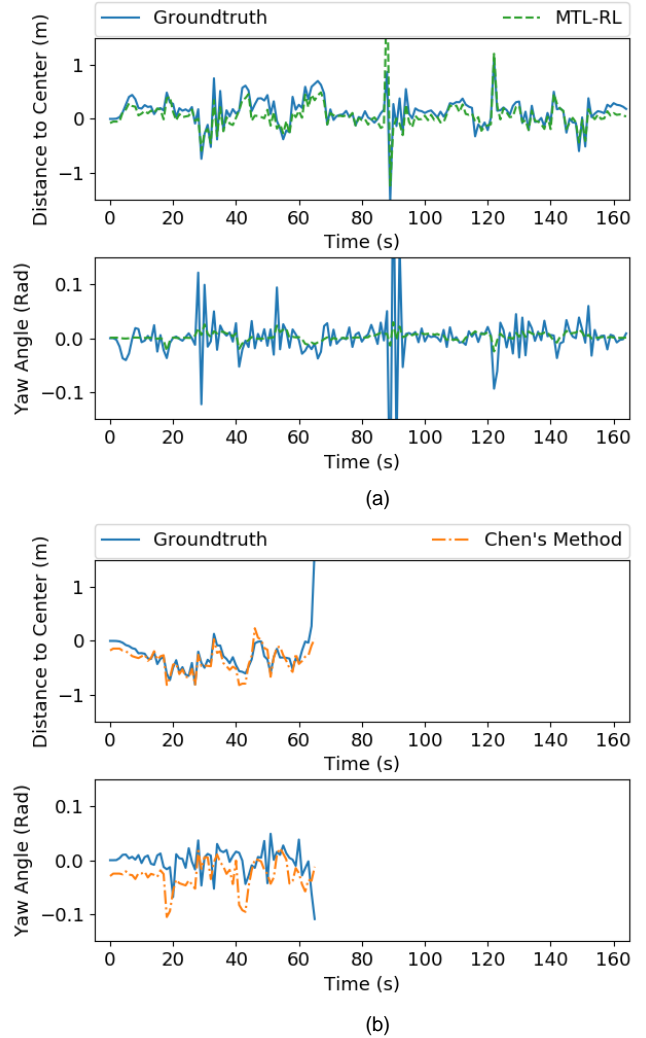 Groundtruth MTL-RL
Distance to Center (m)
1
0
−1
0 20 40 60 80 100 120 140 160
Time (s)
Yaw Angle (Rad)
0.1
0.0
−0.1
0 20 40 60 80 100 120 140 160
Time (s)
(a)
Groundtruth Chen's Method
Distance to Center (m)
1
0
−1
0 20 40 60 80 100 120 140 160
Time (s)
Yaw Angle (Rad)
0.1
0.0
−0.1
0 20 40 60 80 100 120 140 160
Time (s)
(b)